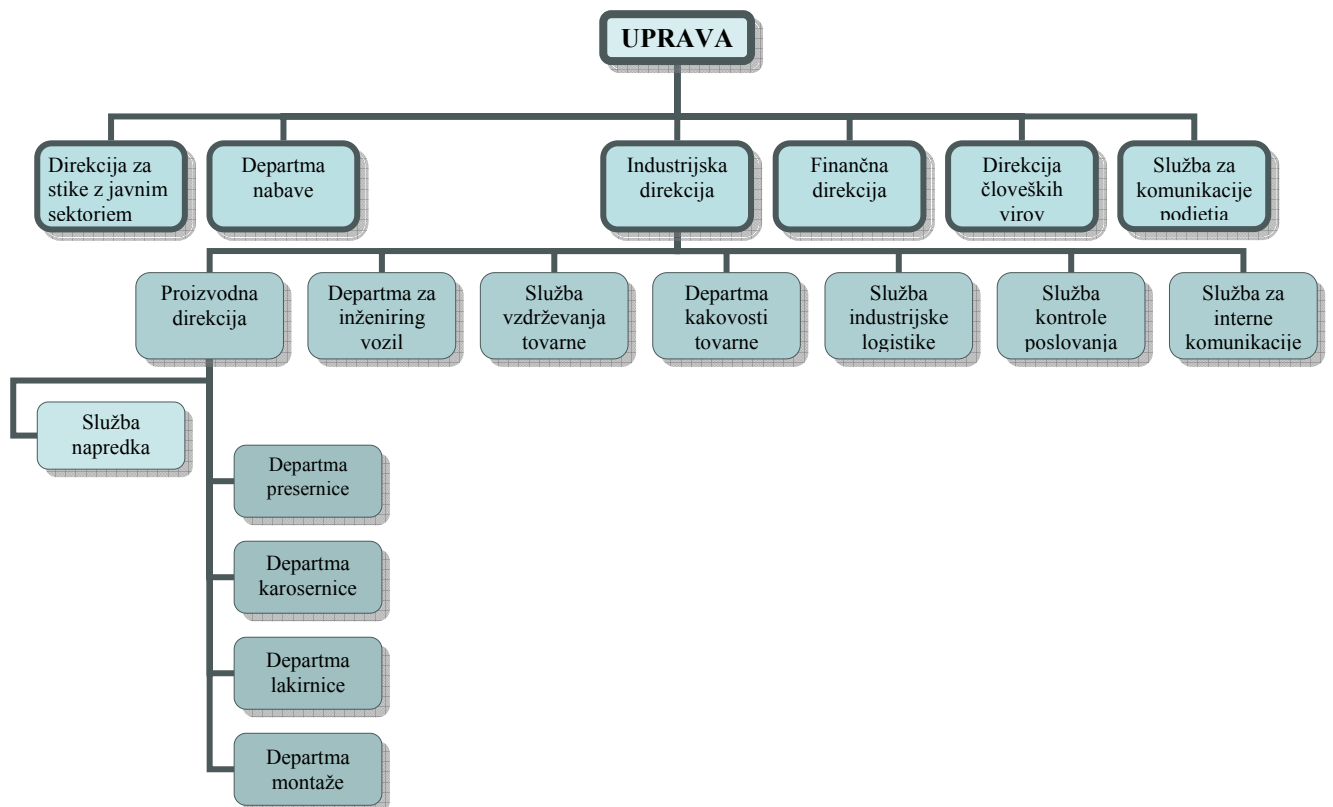 UPRAVA
Direkcija za
stike z javnim
sektorjem
Departma
nabave
Industrijska
direkcija
Finančna
direkcija
Direkcija
človeških
virov
Služba za
komunikacije
podjetja
Proizvodna
direkcija
Departma za
inženiring
vozil
Služba
vzdrževanja
tovarne
Departma
kakovosti
tovarne
Služba
industrijske
logistike
Služba
kontrole
poslovanja
Služba za
interne
komunikacije
Služba
napredka
Departma
presernice
Departma
karosernice
Departma
lakirnice
Departma
montaže